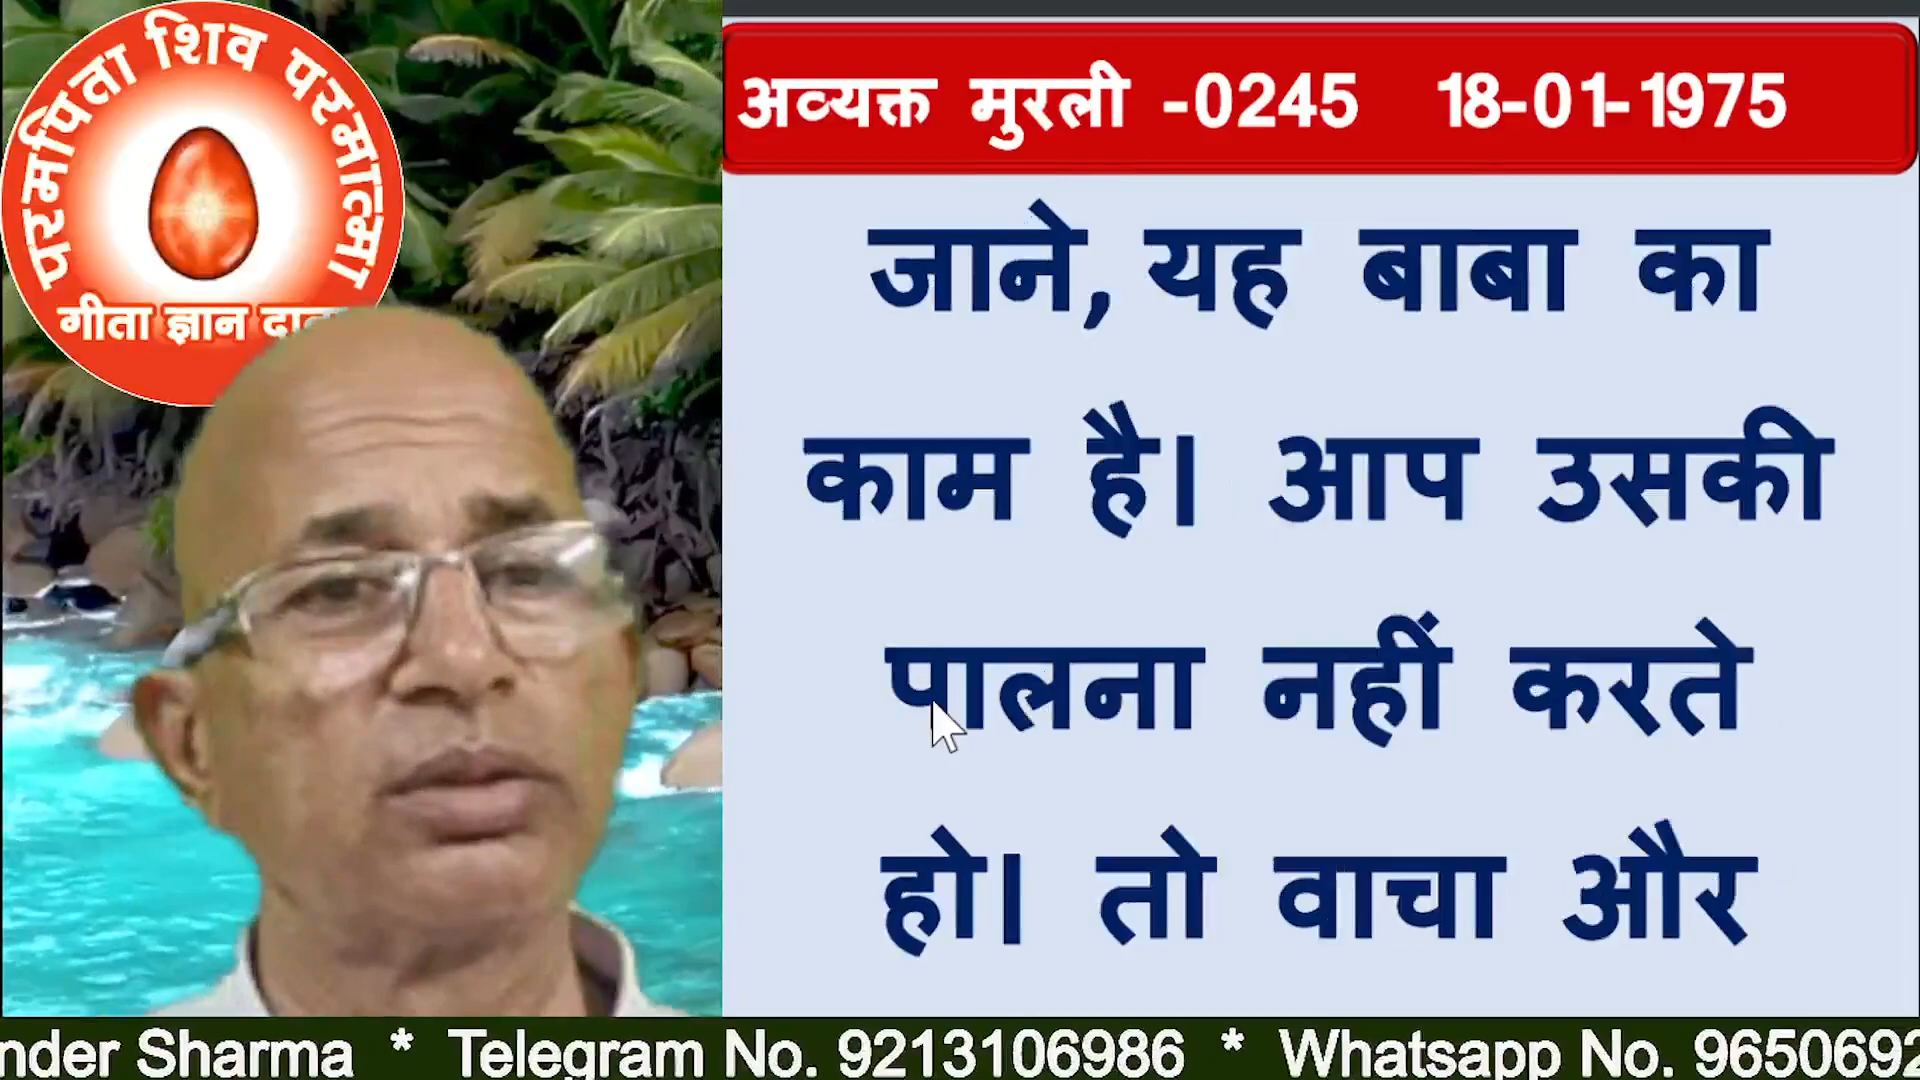 परमपिता शिव परमात्मा
गीता ज्ञान
अव्यक्त मुरली -0245 18-01-1975
जाने, यह बाबा का
काम है। आप उसकी
पालना नहीं करते
हो। तो वाचा और
nder Sharma * Telegram No. 9213106986 * Whatsapp No. 9650692